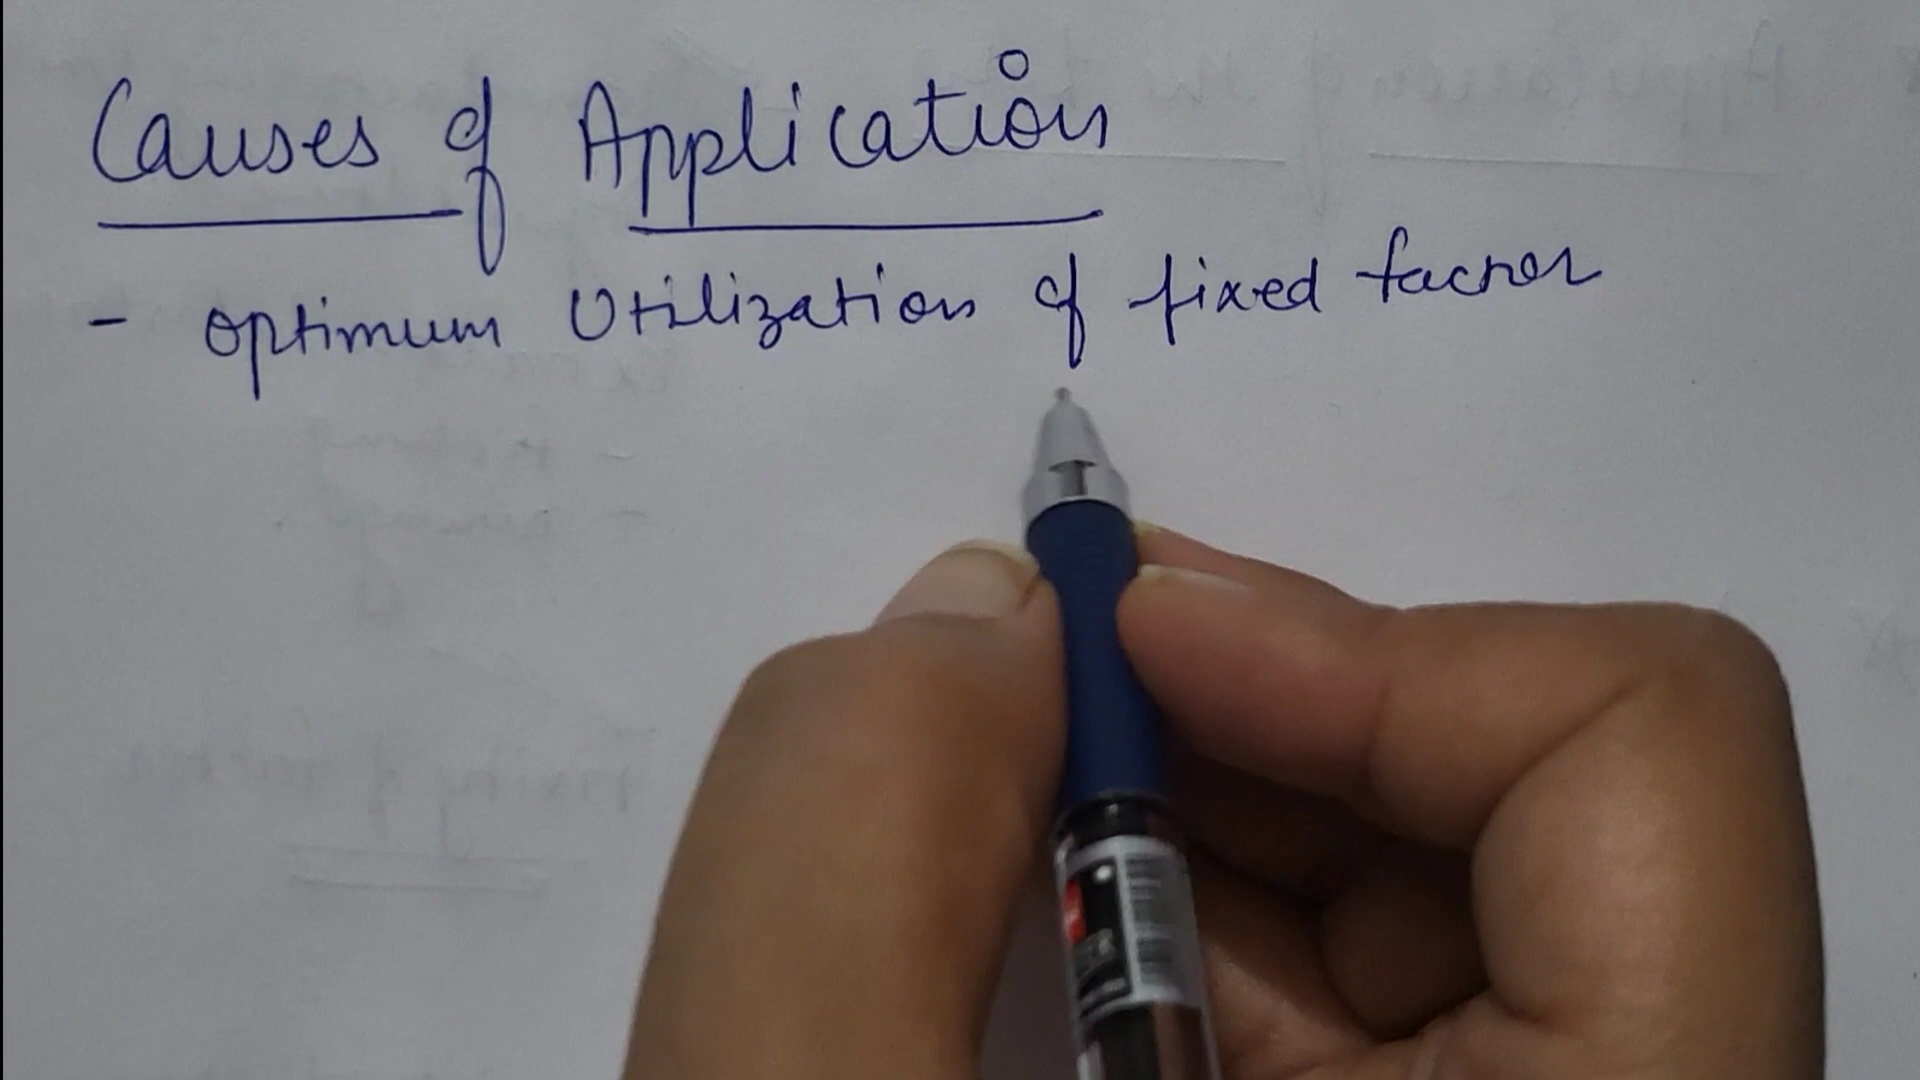 Causes of Application
- optimum Utilization of fixed factor